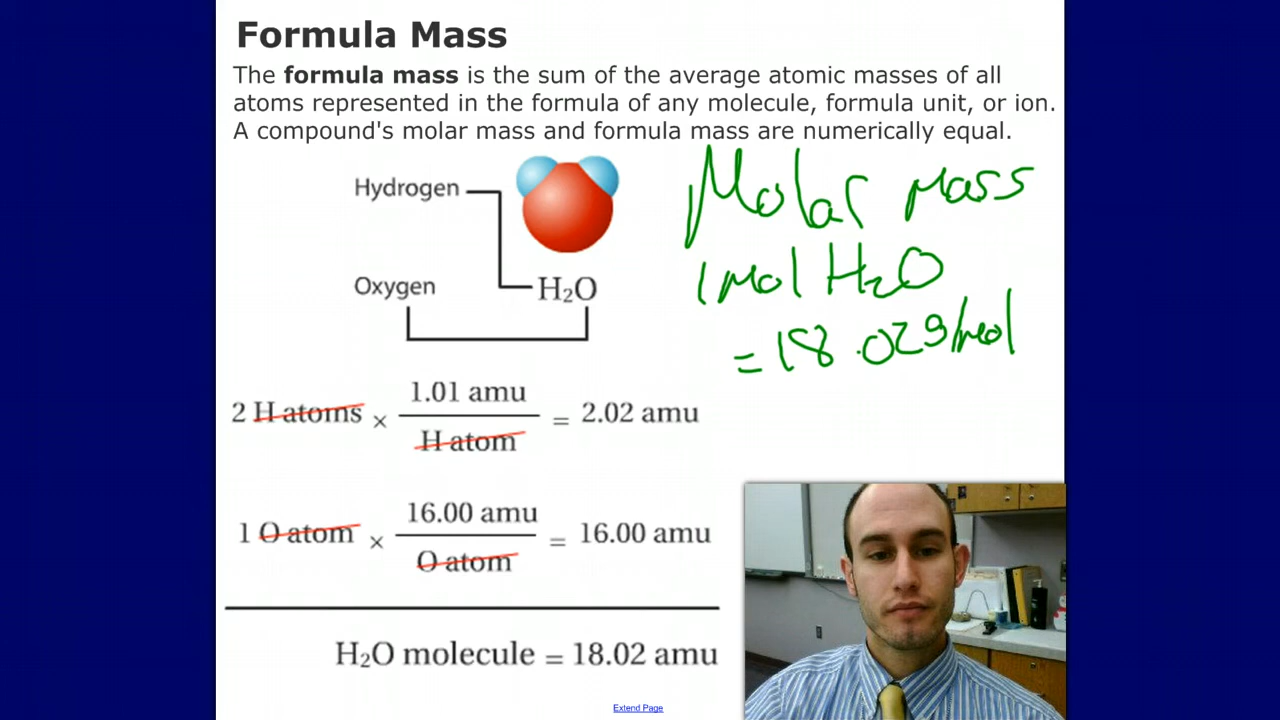 Formula Mass
The formula mass is the sum of the average atomic masses of all
atoms represented in the formula of any molecule, formula unit, or ion.
A compound's molar mass and formula mass are numerically equal.
Hydrogen
Molar mass
Oxygen
H₂O
1 mol H₂O
= 18.02g/mol
2 H atoms × 1.01 amu / H atom = 2.02 amu
1 O atom × 16.00 amu / O atom = 16.00 amu
H₂O molecule = 18.02 amu
Extend Page